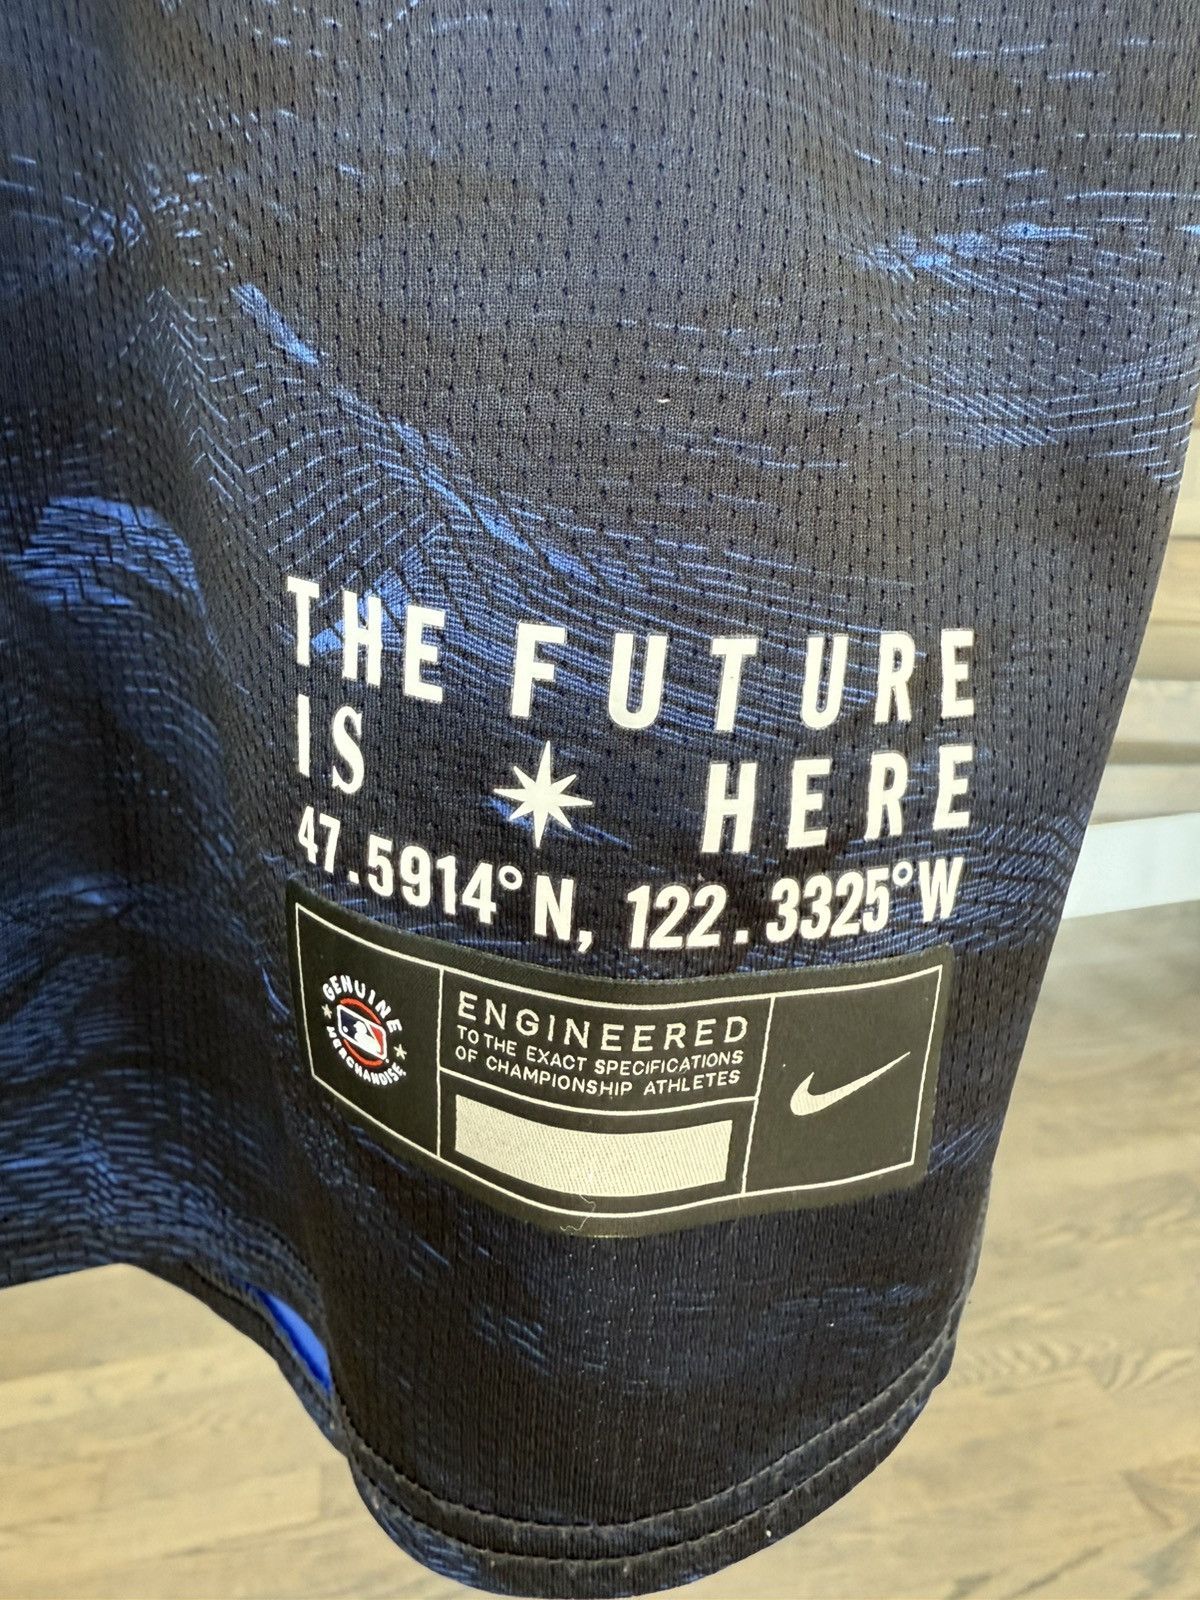 THE FUTURE
IS HERE
47.5914° N, 122.3325° W
GENUINE
MERCHANDISE
ENGINEERED
TO THE EXACT SPECIFICATIONS
OF CHAMPIONSHIP ATHLETES